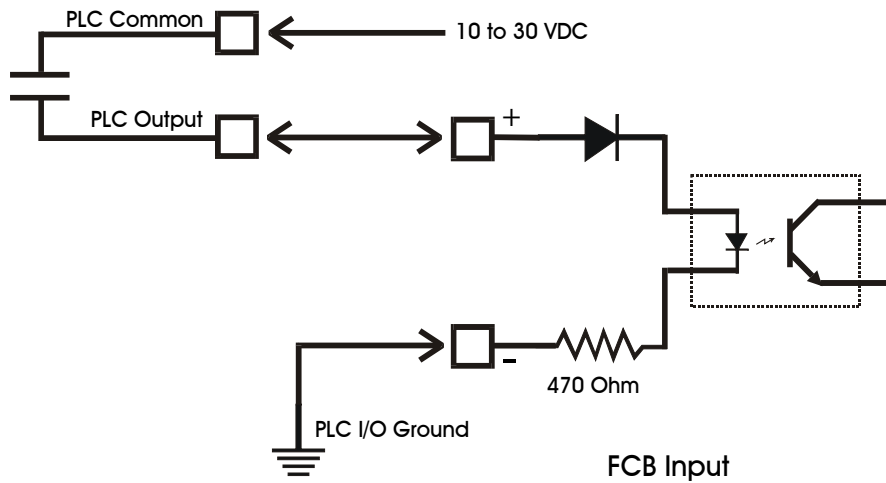 PLC Common
10 to 30 VDC
PLC Output
+
-
470 Ohm
PLC I/O Ground
FCB Input